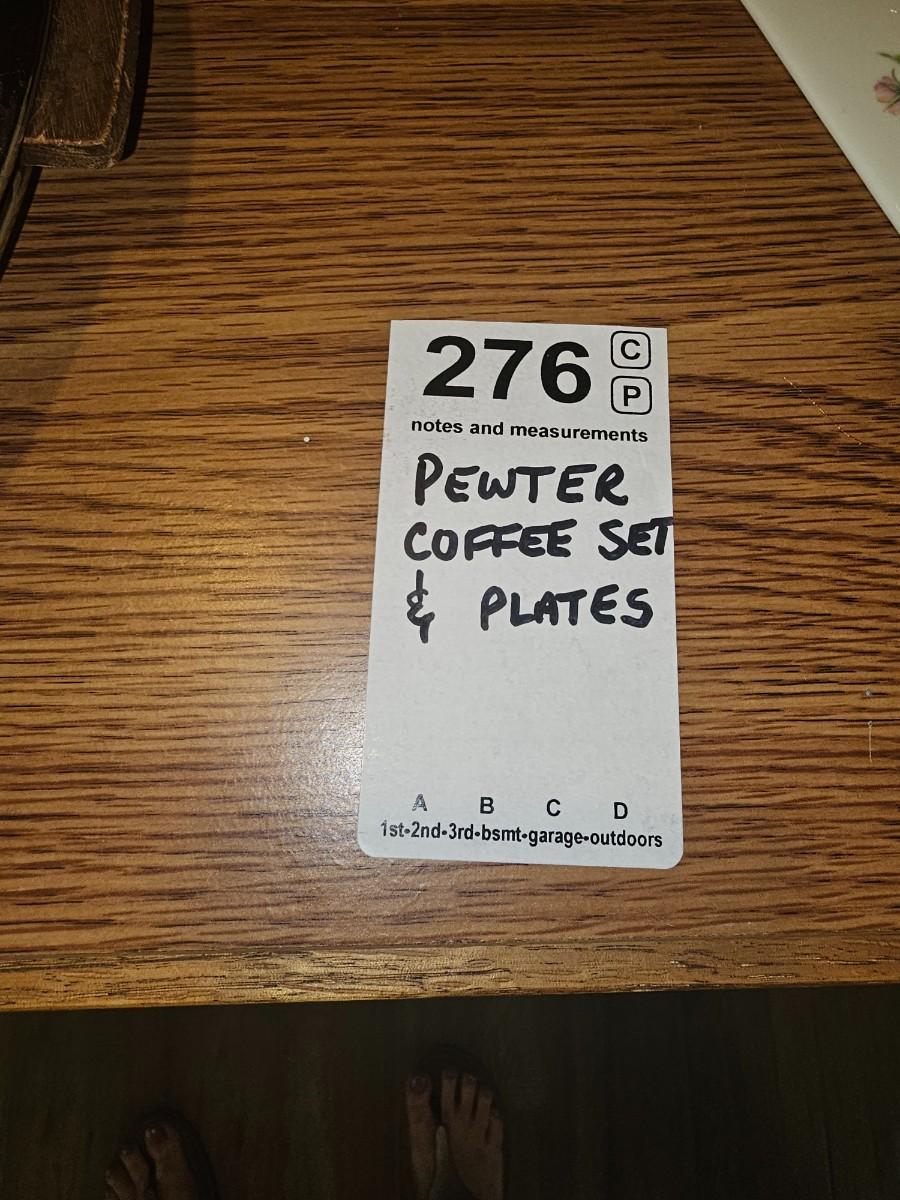 276 C
P
notes and measurements
PEWTER
COFFEE SET
& PLATES
A B C D
1st-2nd-3rd-bsmt-garage-outdoors